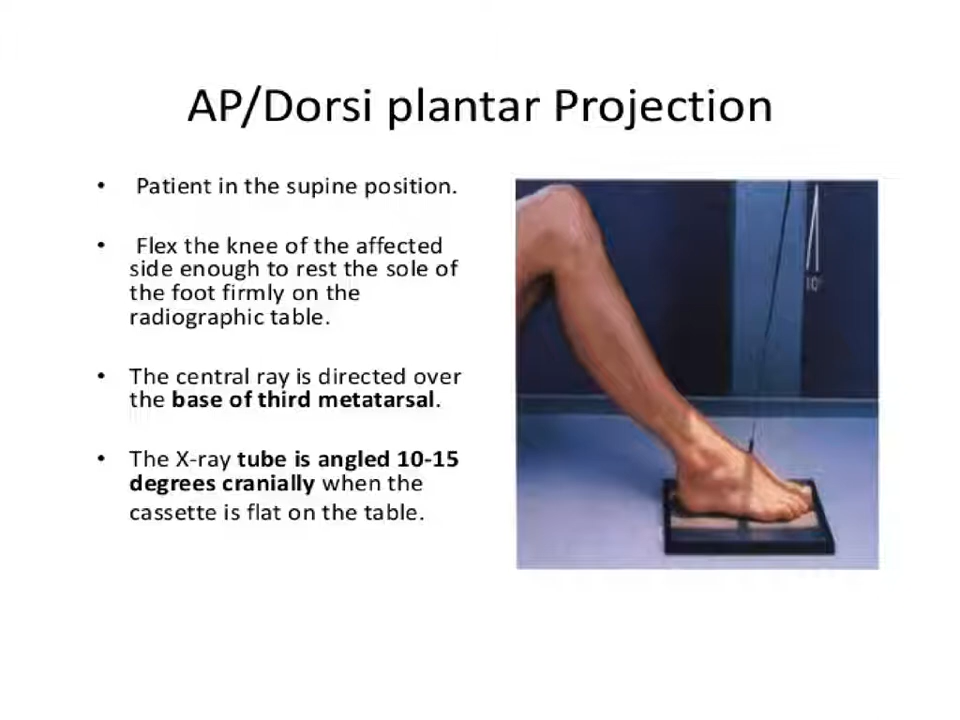 AP/Dorsi plantar Projection
• Patient in the supine position.
• Flex the knee of the affected
side enough to rest the sole of
the foot firmly on the
radiographic table.
• The central ray is directed over
the base of third metatarsal.
• The X-ray tube is angled 10-15
degrees cranially when the
cassette is flat on the table.
10°